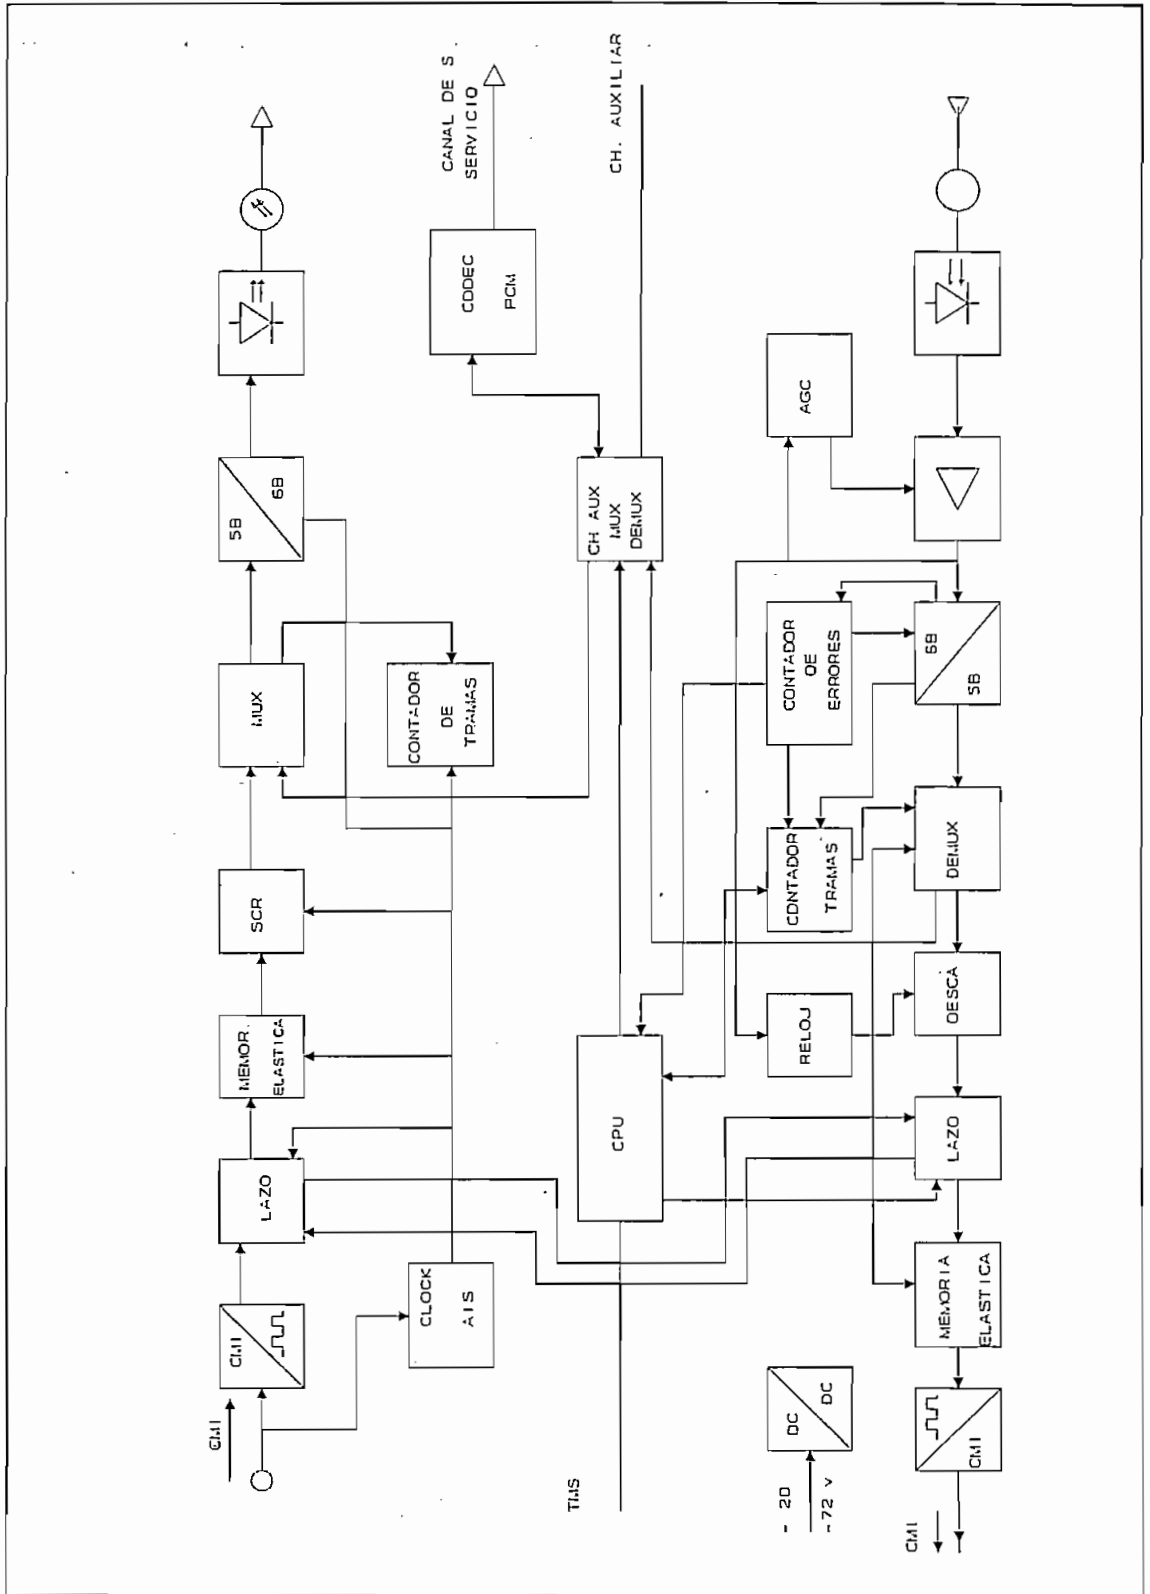 CMI
CMI
LAZO
MEMOR.
ELASTICA
SCR
MUX
5B
6B
CLOCK
AIS
CONTADOR
DE
TRAMAS
CODEC
PCM
CANAL DE S
SERVICIO
TMS
CPU
CH AUX
MUX
DEMUX
CH. AUXILIAR
- 20
-72 v
DC
DC
RELOJ
CONTADOR
TRAMAS
CONTADOR
OE
ERRORES
AGC
CMI
CMI
MEMORIA
ELASTICA
LAZO
OESCA
DEMUX
6B
5B